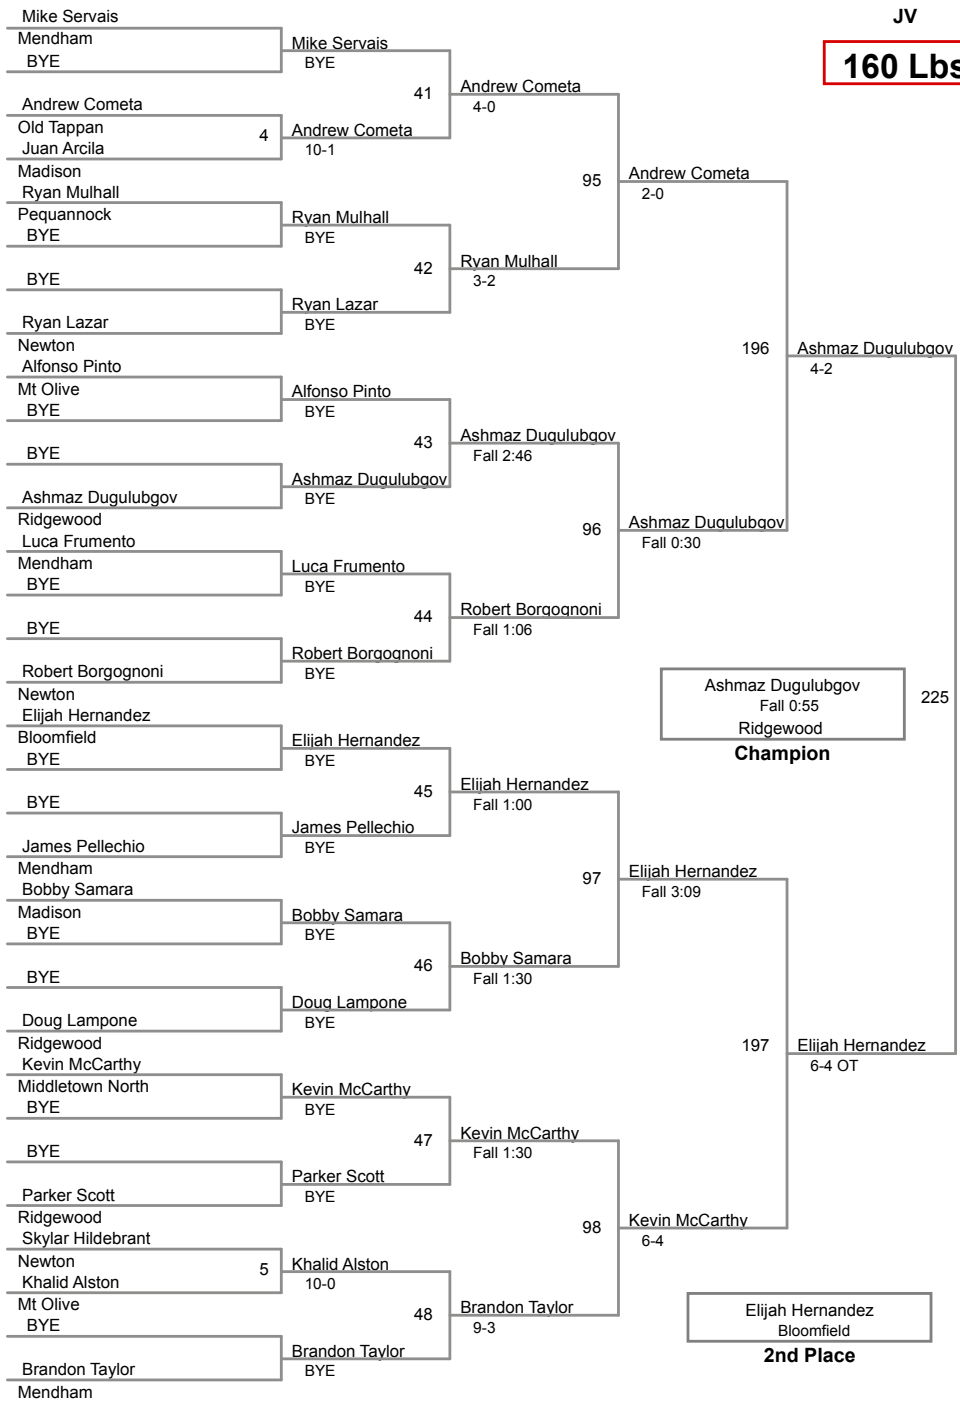 JV
160 Lbs
Mike Servais
Mendham
BYE
Andrew Cometa
Old Tappan
Juan Arcila
Madison
Ryan Mulhall
Pequannock
BYE
BYE
Ryan Lazar
Newton
Alfonso Pinto
Mt Olive
BYE
BYE
Ashmaz Dugulubgov
Ridgewood
Luca Frumento
Mendham
BYE
BYE
Robert Borgognoni
Newton
Elijah Hernandez
Bloomfield
BYE
BYE
James Pellechio
Mendham
Bobby Samara
Madison
BYE
BYE
Doug Lampone
Ridgewood
Kevin McCarthy
Middletown North
BYE
BYE
Parker Scott
Ridgewood
Skylar Hildebrant
Newton
Khalid Alston
Mt Olive
BYE
Brandon Taylor
Mendham
4
5
Mike Servais
BYE
Andrew Cometa
10-1
Ryan Mulhall
BYE
Ryan Lazar
BYE
Alfonso Pinto
BYE
Ashmaz Dugulubgov
BYE
Luca Frumento
BYE
Robert Borgognoni
BYE
Elijah Hernandez
BYE
James Pellechio
BYE
Bobby Samara
BYE
Doug Lampone
BYE
Kevin McCarthy
BYE
Parker Scott
BYE
Khalid Alston
10-0
Brandon Taylor
BYE
41
42
43
44
45
46
47
48
Andrew Cometa
4-0
Ryan Mulhall
3-2
Ashmaz Dugulubgov
Fall 2:46
Robert Borgognoni
Fall 1:06
Elijah Hernandez
Fall 1:00
Bobby Samara
Fall 1:30
Kevin McCarthy
Fall 1:30
Brandon Taylor
9-3
95
96
97
98
Andrew Cometa
2-0
Ashmaz Dugulubgov
Fall 0:30
Elijah Hernandez
Fall 3:09
Kevin McCarthy
6-4
196
197
Ashmaz Dugulubgov
4-2
Elijah Hernandez
6-4 OT
225
Ashmaz Dugulubgov
Fall 0:55
Ridgewood
Champion
Elijah Hernandez
Bloomfield
2nd Place